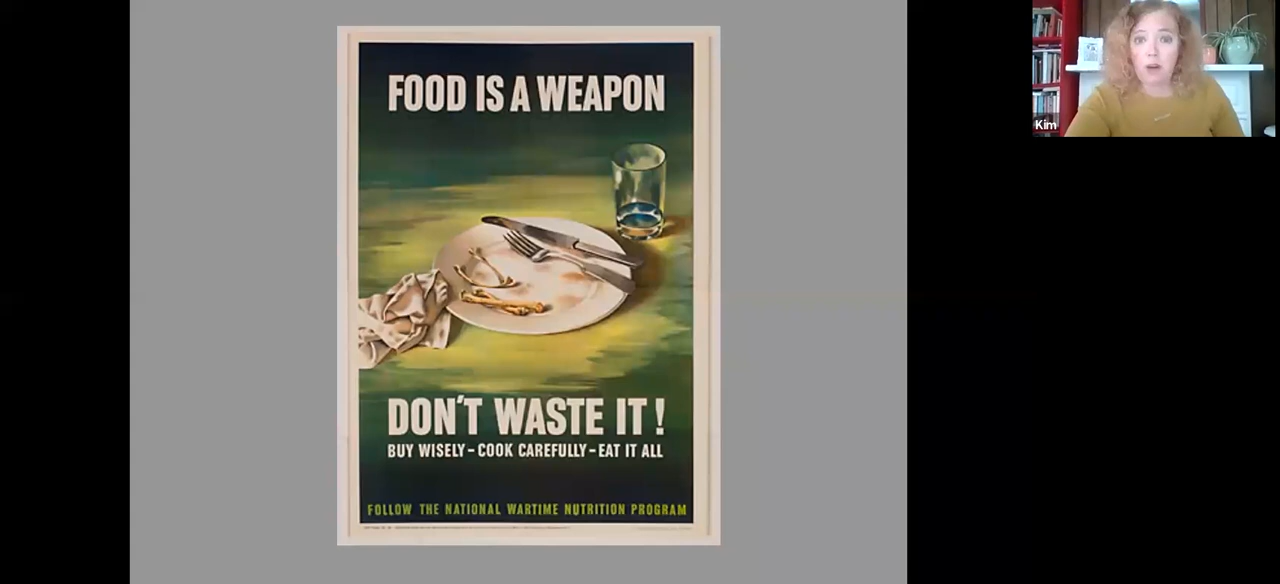 FOOD IS A WEAPON
DON'T WASTE IT!
BUY WISELY - COOK CAREFULLY - EAT IT ALL
FOLLOW THE NATIONAL WARTIME NUTRITION PROGRAM
Kim